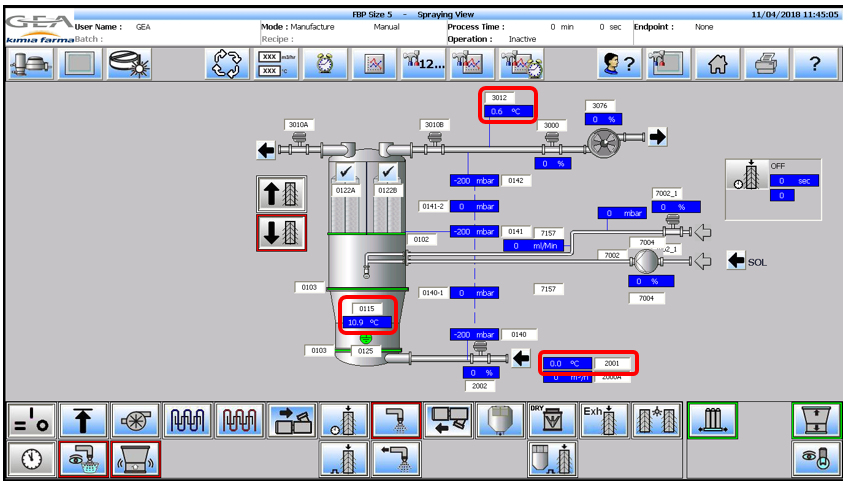 FBP Size 5 - Spraying View 11/04/2018 11:45:05
GEA
kimia farma
User Name : GEA Mode : Manufacture Manual Process Time : 0 min 0 sec Endpoint : None
Batch : Recipe : Operation : Inactive
XXX m3/hr
XXX °C
12...
?
?
3012
0.6 °C
3076
0 %
3010A
3010B
3000
0 %
OFF
0 sec
0
0122A
0122B
-200 mbar 0142
0141-2 0 mbar
7002_1
0 %
0 mbar
-200 mbar 0141 7157
0 ml/Min
0102
7004
7002
SOL
0 %
7004
0103
0140-1 0 mbar
7157
0115
10.9 °C
-200 mbar 0140
0103
0125
0.0 °C 2001
0 m³/h 2000A
0 %
2002
DRY
Exh